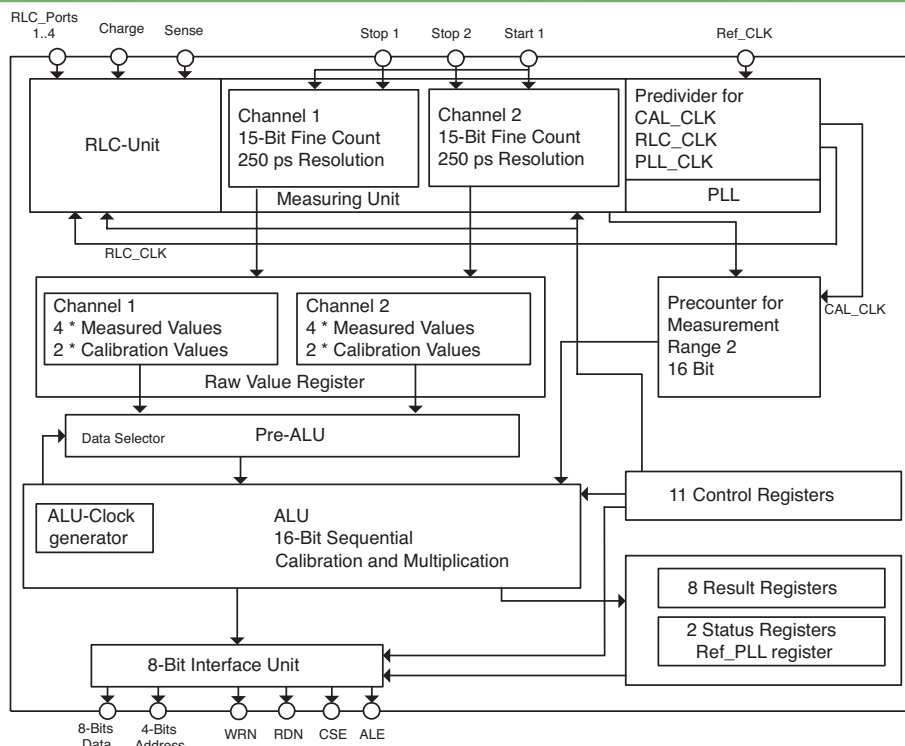 RLC_Ports
1..4
Charge
Sense
Stop 1
Stop 2
Start 1
Ref_CLK
RLC-Unit
Channel 1
15-Bit Fine Count
250 ps Resolution
Channel 2
15-Bit Fine Count
250 ps Resolution
Measuring Unit
Predivider for
CAL_CLK
RLC_CLK
PLL_CLK
PLL
RLC_CLK
Channel 1
4 * Measured Values
2 * Calibration Values
Channel 2
4 * Measured Values
2 * Calibration Values
Raw Value Register
Precounter for
Measurement
Range 2
16 Bit
CAL_CLK
Data Selector
Pre-ALU
ALU-Clock
generator
ALU
16-Bit Sequential
Calibration and Multiplication
11 Control Registers
8 Result Registers
2 Status Registers
Ref_PLL register
8-Bit Interface Unit
8-Bits
Data
4-Bits
Address
WRN
RDN
CSE
ALE